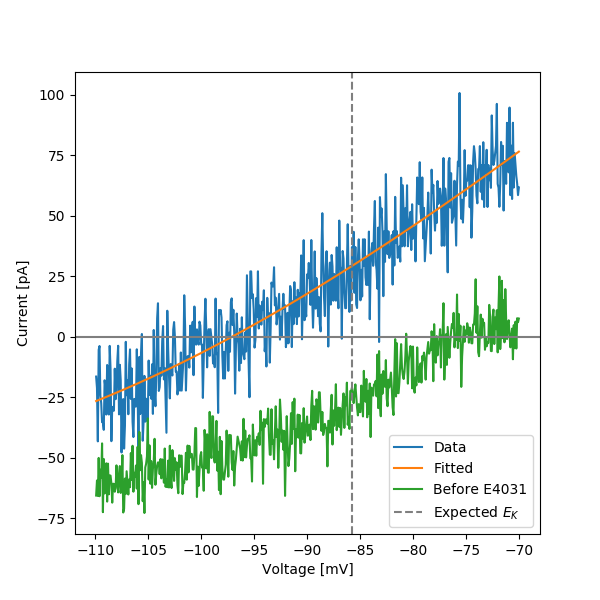 100
75
50
25
0
−25
−50
−75
Current [pA]
−110 −105 −100 −95 −90 −85 −80 −75 −70
Voltage [mV]
Data
Fitted
Before E4031
Expected E_K